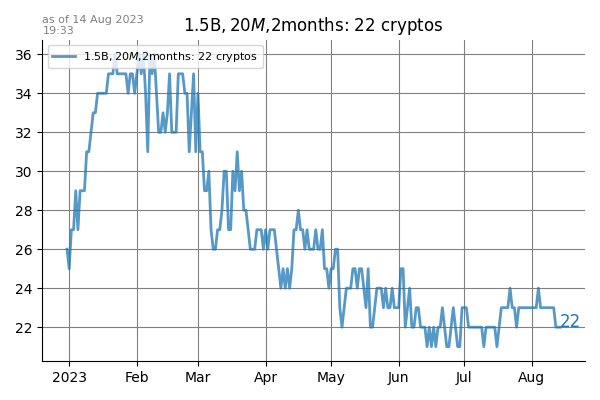 as of 14 Aug 2023
19:33
1.5B, 20M,2months: 22 cryptos
1.5B, 20M,2months: 22 cryptos
36
34
32
30
28
26
24
22
22
2023 Feb Mar Apr May Jun Jul Aug